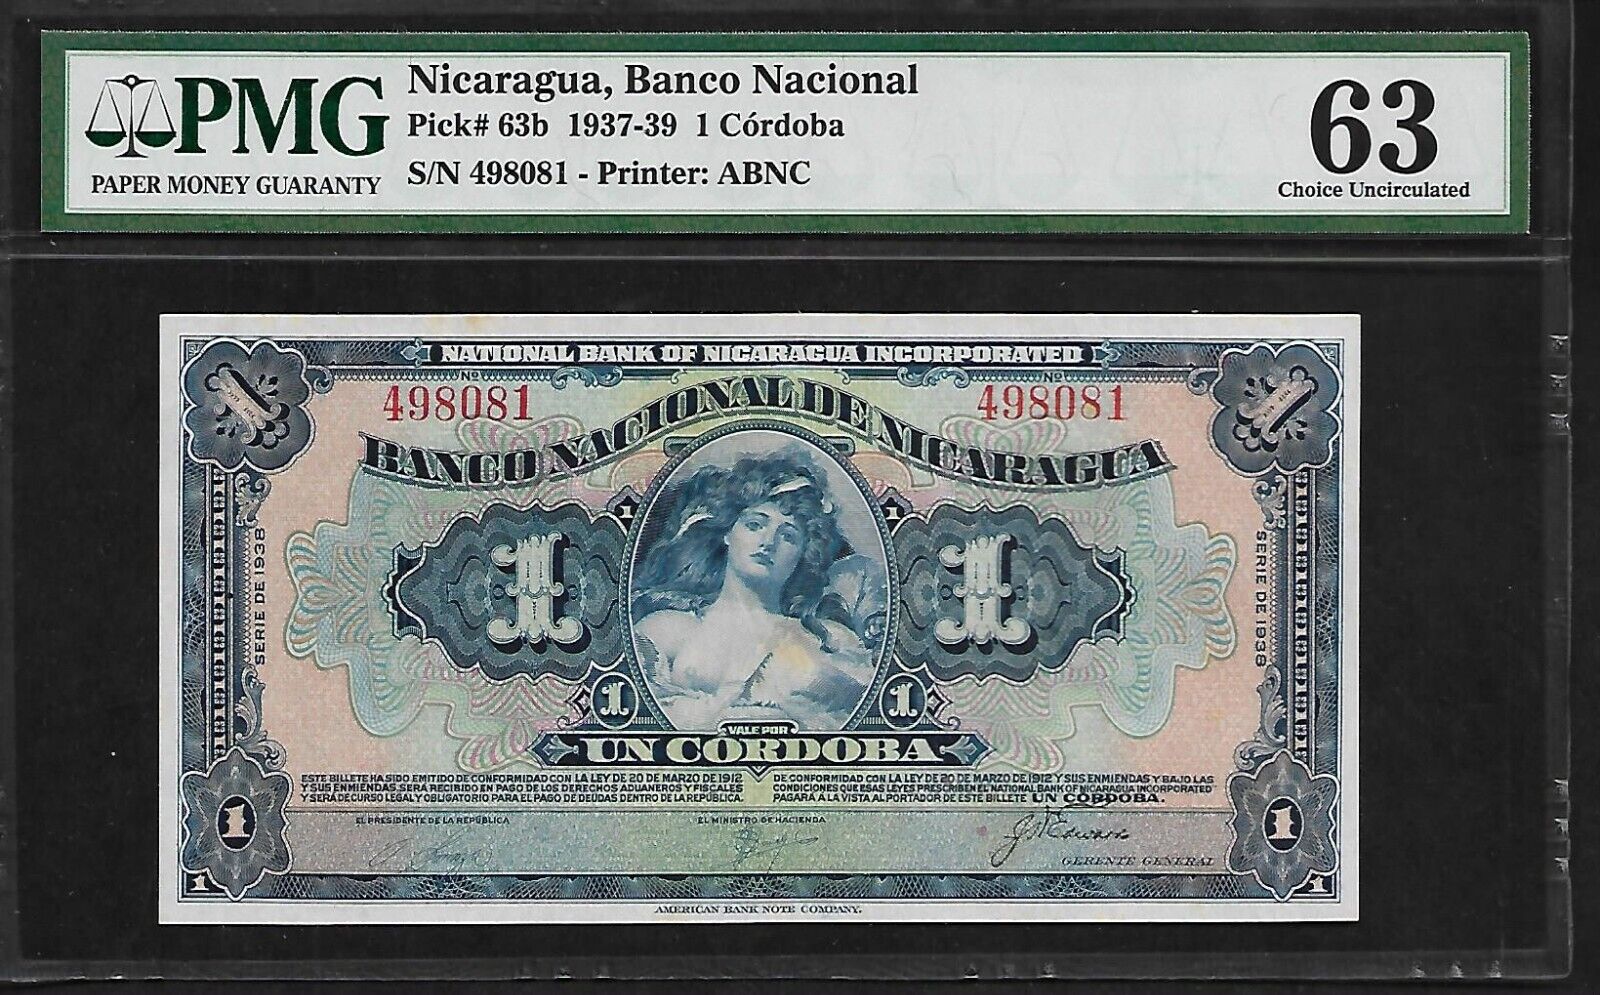 PMG
PAPER MONEY GUARANTY
Nicaragua, Banco Nacional
Pick# 63b 1937-39 1 Córdoba
S/N 498081 - Printer: ABNC
63
Choice Uncirculated
NATIONAL BANK OF NICARAGUA INCORPORATED
Nº Nº
498081 498081
BANCO NACIONAL DE NICARAGUA
1 1
1 1
SERIE DE 1938
SERIE DE 1938
1 1
VALE POR
UN CORDOBA
ESTE BILLETE HA SIDO EMITIDO DE CONFORMIDAD CON LA LEY DE 20 DE MARZO DE 1912
Y SUS ENMIENDAS. SERÁ RECIBIDO EN PAGO DE LOS DERECHOS ADUANEROS Y FISCALES
Y SERÁ DE CURSO LEGAL Y OBLIGATORIO PARA EL PAGO DE DEUDAS DENTRO DE LA REPÚBLICA.
DE CONFORMIDAD CON LA LEY DE 20 DE MARZO DE 1912 Y SUS ENMIENDAS Y BAJO LAS
CONDICIONES QUE ESAS LEYES PRESCRIBEN EL NATIONAL BANK OF NICARAGUA INCORPORATED
PAGARÁ A LA VISTA AL PORTADOR DE ESTE BILLETE UN CORDOBA.
EL PRESIDENTE DE LA REPÚBLICA
EL MINISTRO DE HACIENDA
GERENTE GENERAL
1 1
1 1
AMERICAN BANK NOTE COMPANY.